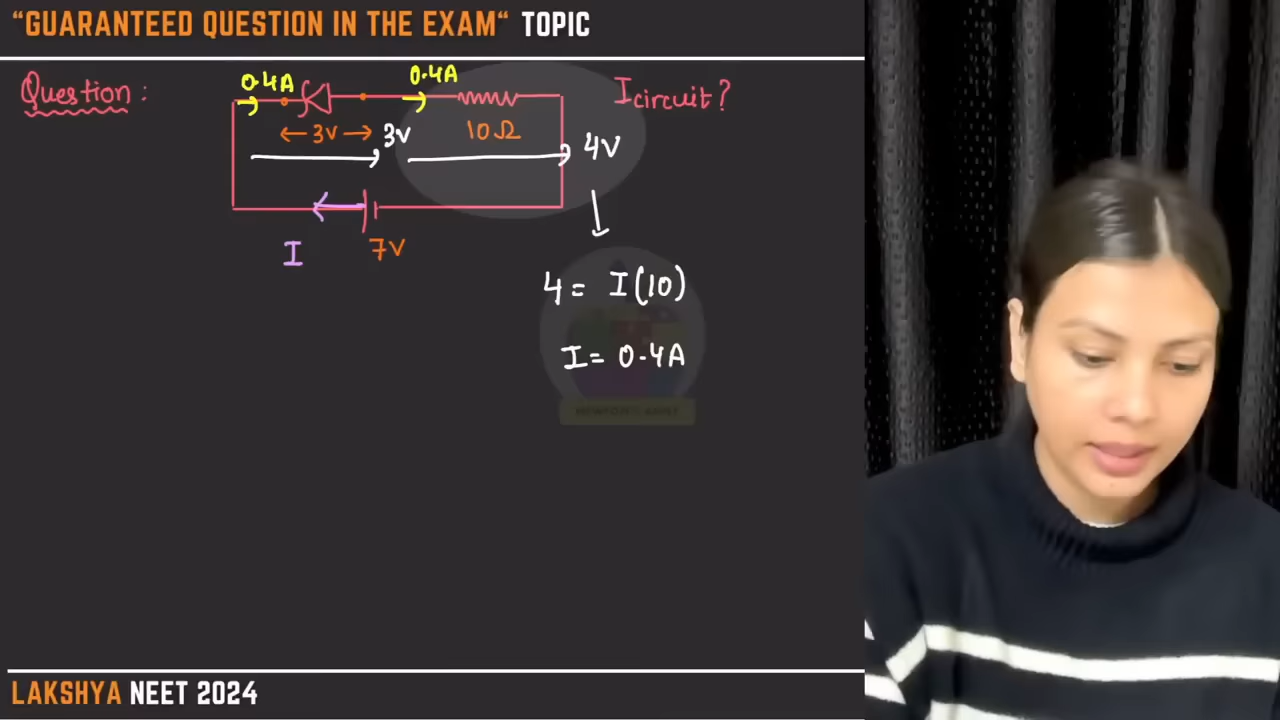 "GUARANTEED QUESTION IN THE EXAM" TOPIC
Question :
0.4A
0.4A
I circuit ?
← 3V →
3V
10Ω
4V
I
7V
4 = I(10)
I = 0.4A
LAKSHYA NEET 2024